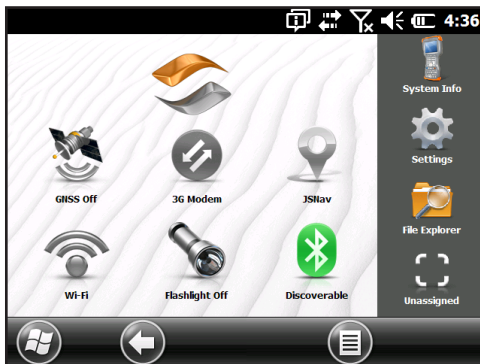 4:36
System Info
GNSS Off
3G Modem
JSNav
Settings
File Explorer
Wi-Fi
Flashlight Off
Discoverable
Unassigned